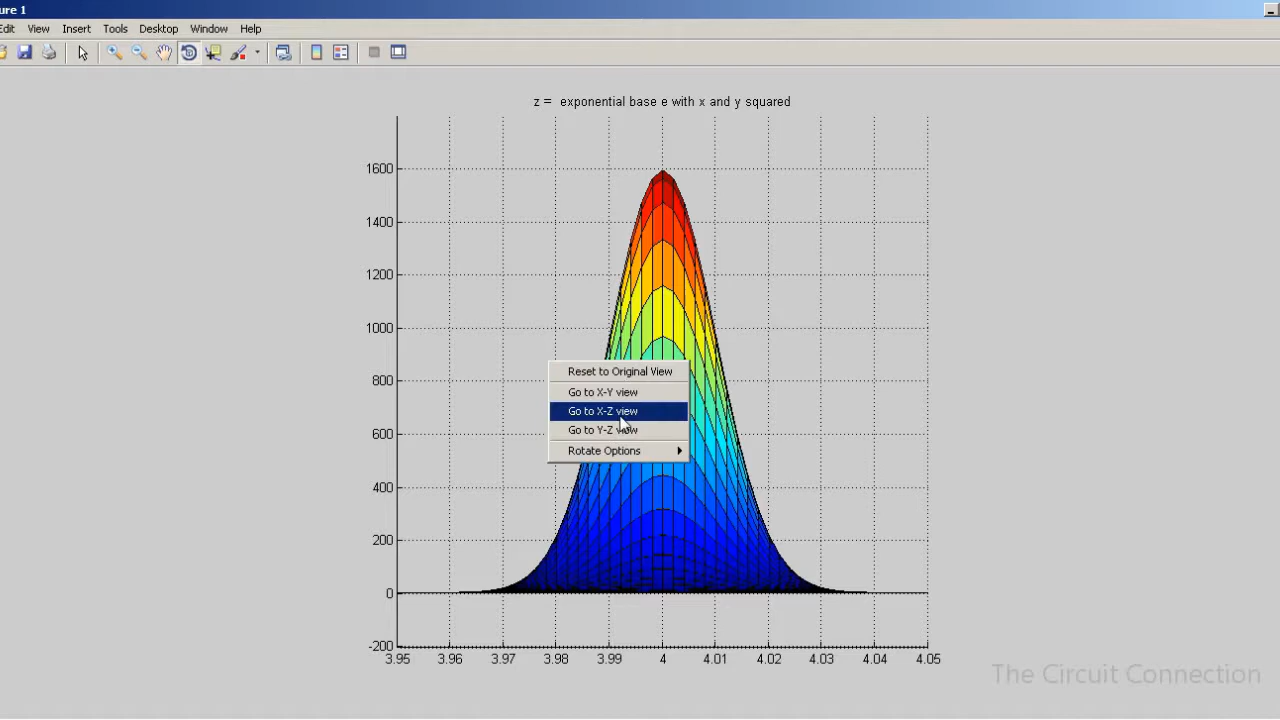 ure 1
Edit View Insert Tools Desktop Window Help
z = exponential base e with x and y squared
1600
1400
1200
1000
800
600
400
200
0
-200
Reset to Original View
Go to X-Y view
Go to X-Z view
Go to Y-Z view
Rotate Options
3.95 3.96 3.97 3.98 3.99 4 4.01 4.02 4.03 4.04 4.05
The Circuit Connection